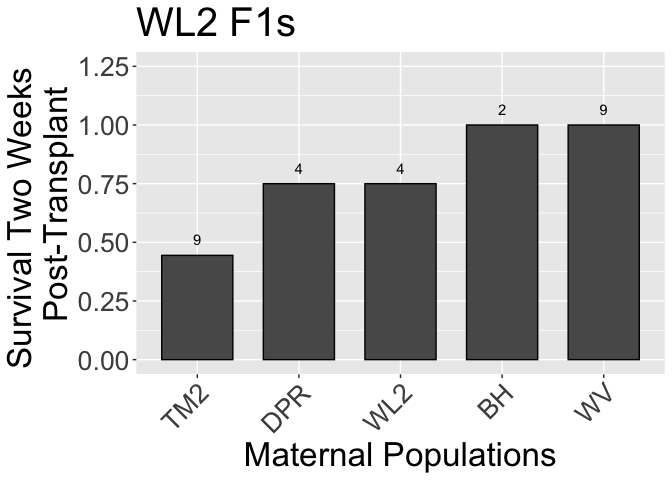 WL2 F1s
Survival Two Weeks
Post-Transplant
1.25
1.00
0.75
0.50
0.25
0.00
9
4
4
2
9
TM2
DPR
WL2
BH
WV
Maternal Populations